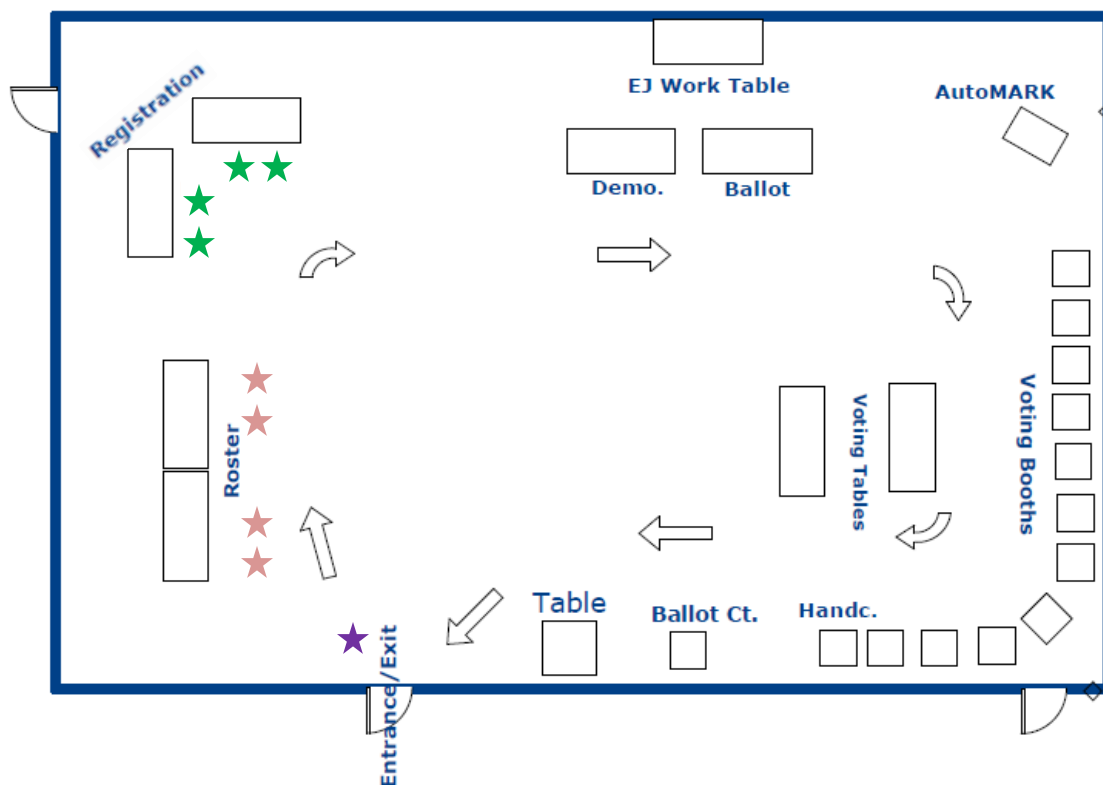 Registration
EJ Work Table
AutoMARK
Demo.
Ballot
Roster
Voting Tables
Voting Booths
Table
Ballot Ct.
Handc.
Entrance/Exit